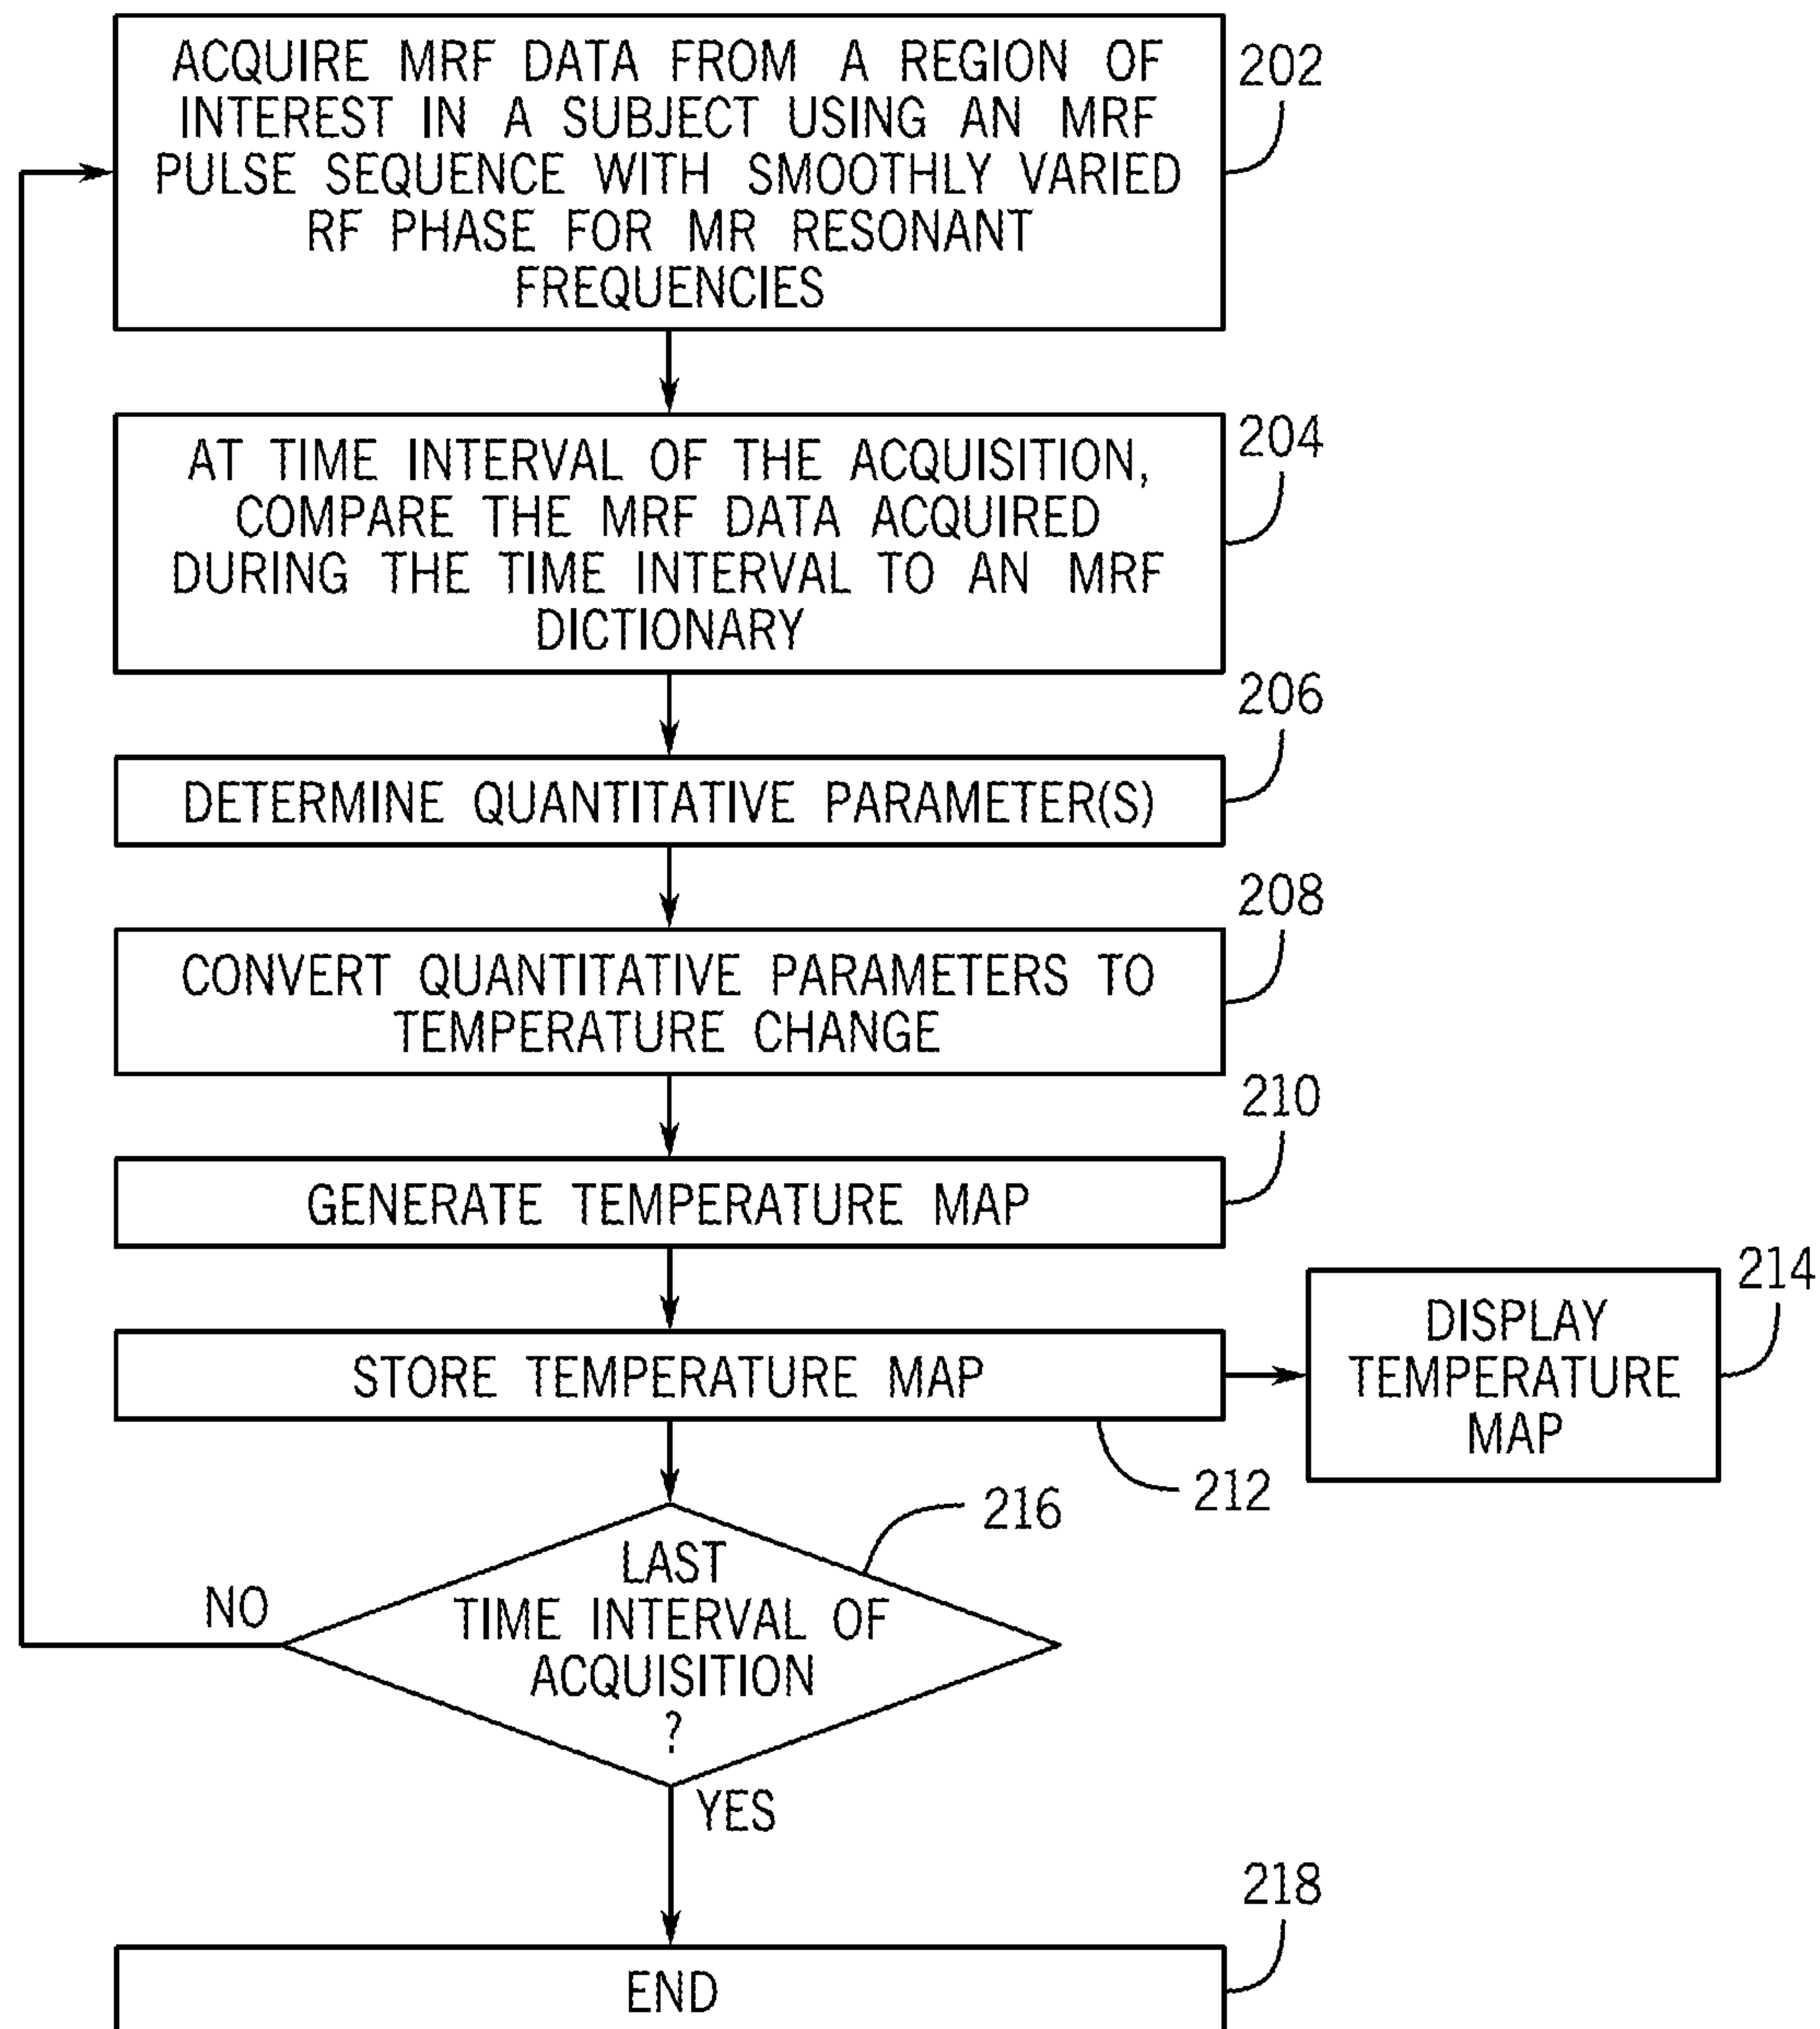 ACQUIRE MRF DATA FROM A REGION OF
INTEREST IN A SUBJECT USING AN MRF
PULSE SEQUENCE WITH SMOOTHLY VARIED
RF PHASE FOR MR RESONANT
FREQUENCIES
202
AT TIME INTERVAL OF THE ACQUISITION,
COMPARE THE MRF DATA ACQUIRED
DURING THE TIME INTERVAL TO AN MRF
DICTIONARY
204
206
DETERMINE QUANTITATIVE PARAMETER(S)
208
CONVERT QUANTITATIVE PARAMETERS TO
TEMPERATURE CHANGE
210
GENERATE TEMPERATURE MAP
STORE TEMPERATURE MAP
212
214
DISPLAY
TEMPERATURE
MAP
216
LAST
TIME INTERVAL OF
ACQUISITION
?
NO
YES
218
END